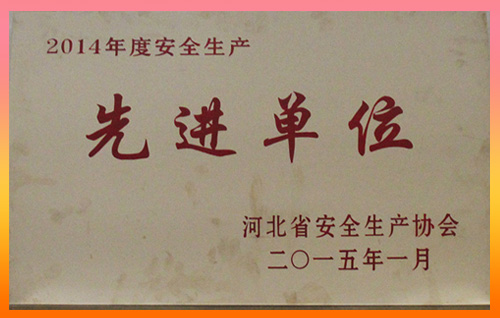 2014年度安全生产
先进单位
河北省安全生产协会
二〇一五年一月